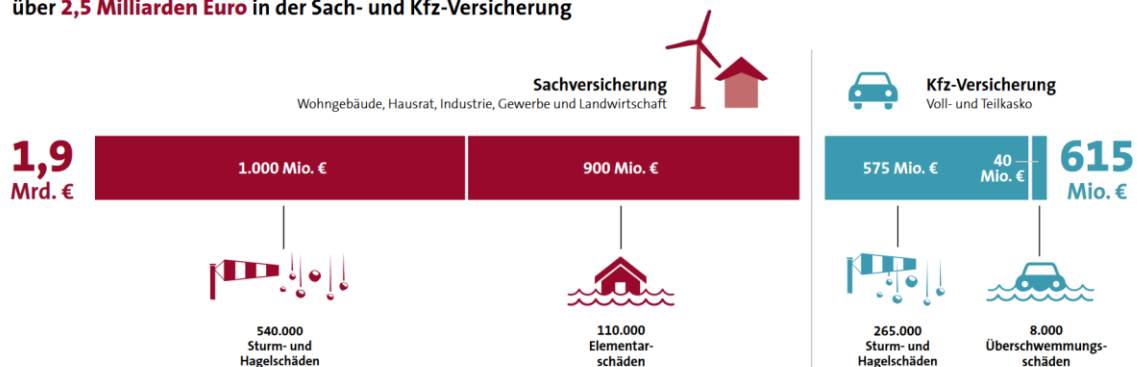 über 2,5 Milliarden Euro in der Sach- und Kfz-Versicherung
Sachversicherung
Wohngebäude, Hausrat, Industrie, Gewerbe und Landwirtschaft
1,9
Mrd. €
1.000 Mio. €
900 Mio. €
540.000
Sturm- und
Hagelschäden
110.000
Elementar-
schäden
Kfz-Versicherung
Voll- und Teilkasko
575 Mio. €
40
Mio. €
615
Mio. €
265.000
Sturm- und
Hagelschäden
8.000
Überschwemmungs-
schäden